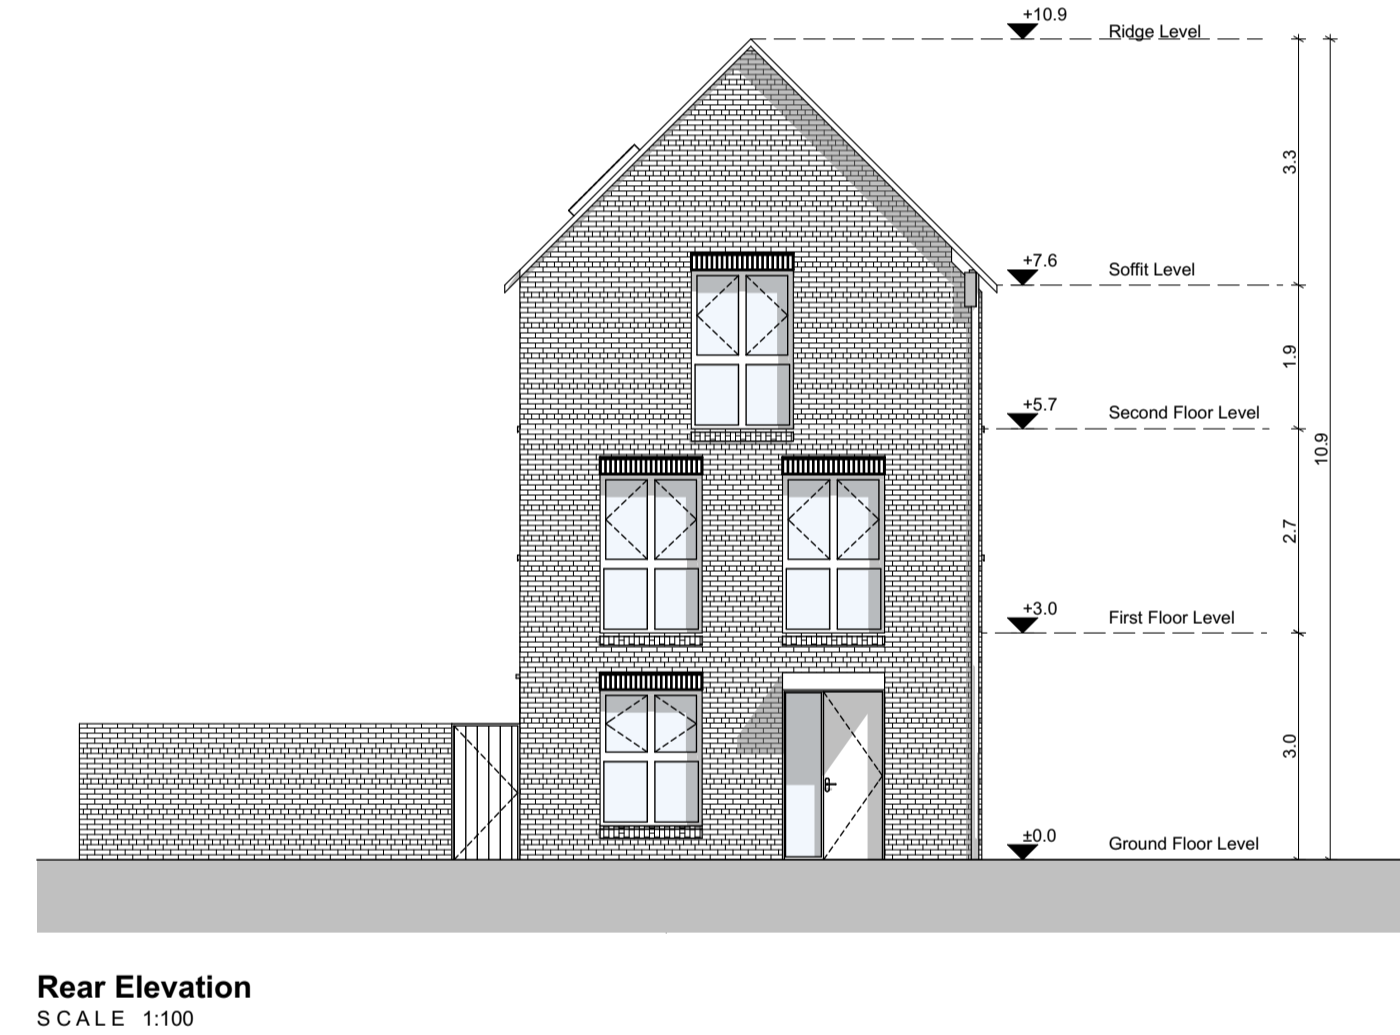 +10.9
Ridge Level
3.3
+7.6
Soffit Level
1.9
+5.7
Second Floor Level
10.9
2.7
+3.0
First Floor Level
3.0
±0.0
Ground Floor Level
Rear Elevation
SCALE 1:100